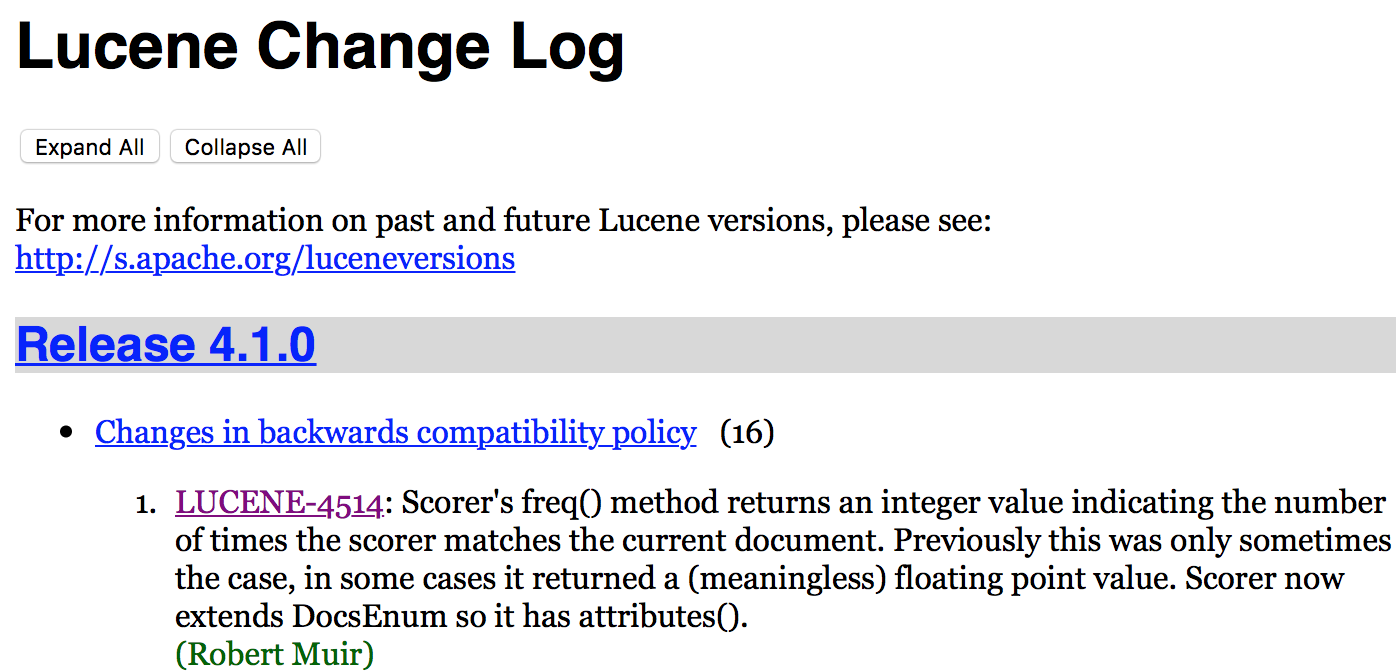 Lucene Change Log
Expand All Collapse All
For more information on past and future Lucene versions, please see:
http://s.apache.org/luceneversions
Release 4.1.0
• Changes in backwards compatibility policy (16)
1. LUCENE-4514: Scorer's freq() method returns an integer value indicating the number
of times the scorer matches the current document. Previously this was only sometimes
the case, in some cases it returned a (meaningless) floating point value. Scorer now
extends DocsEnum so it has attributes().
(Robert Muir)